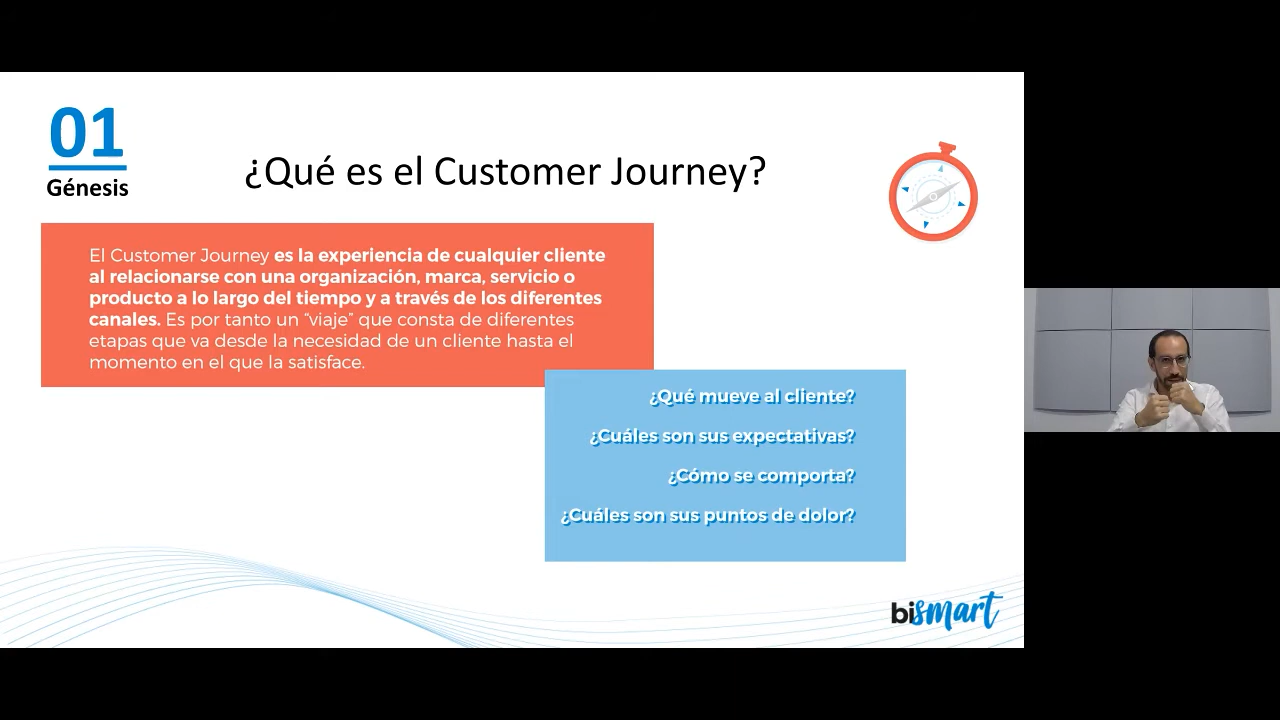 01
Génesis
¿Qué es el Customer Journey?
El Customer Journey es la experiencia de cualquier cliente
al relacionarse con una organización, marca, servicio o
producto a lo largo del tiempo y a través de los diferentes
canales. Es por tanto un “viaje” que consta de diferentes
etapas que va desde la necesidad de un cliente hasta el
momento en el que la satisface.
¿Qué mueve al cliente?
¿Cuáles son sus expectativas?
¿Cómo se comporta?
¿Cuáles son sus puntos de dolor?
bismart